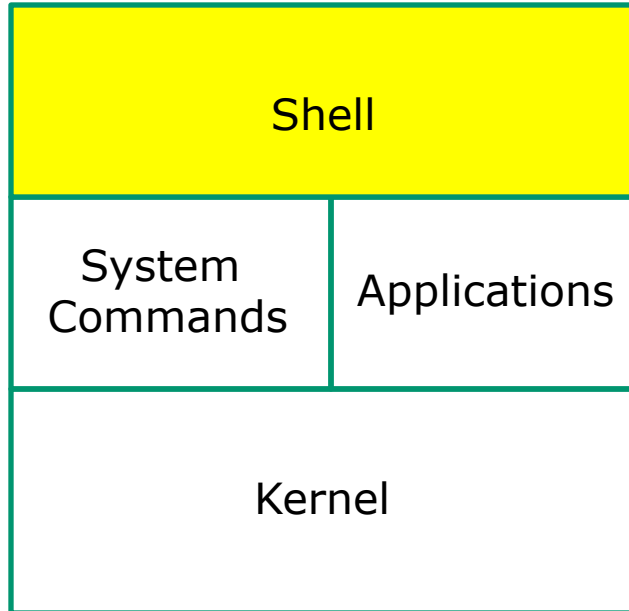 Shell
System
Commands
Applications
Kernel